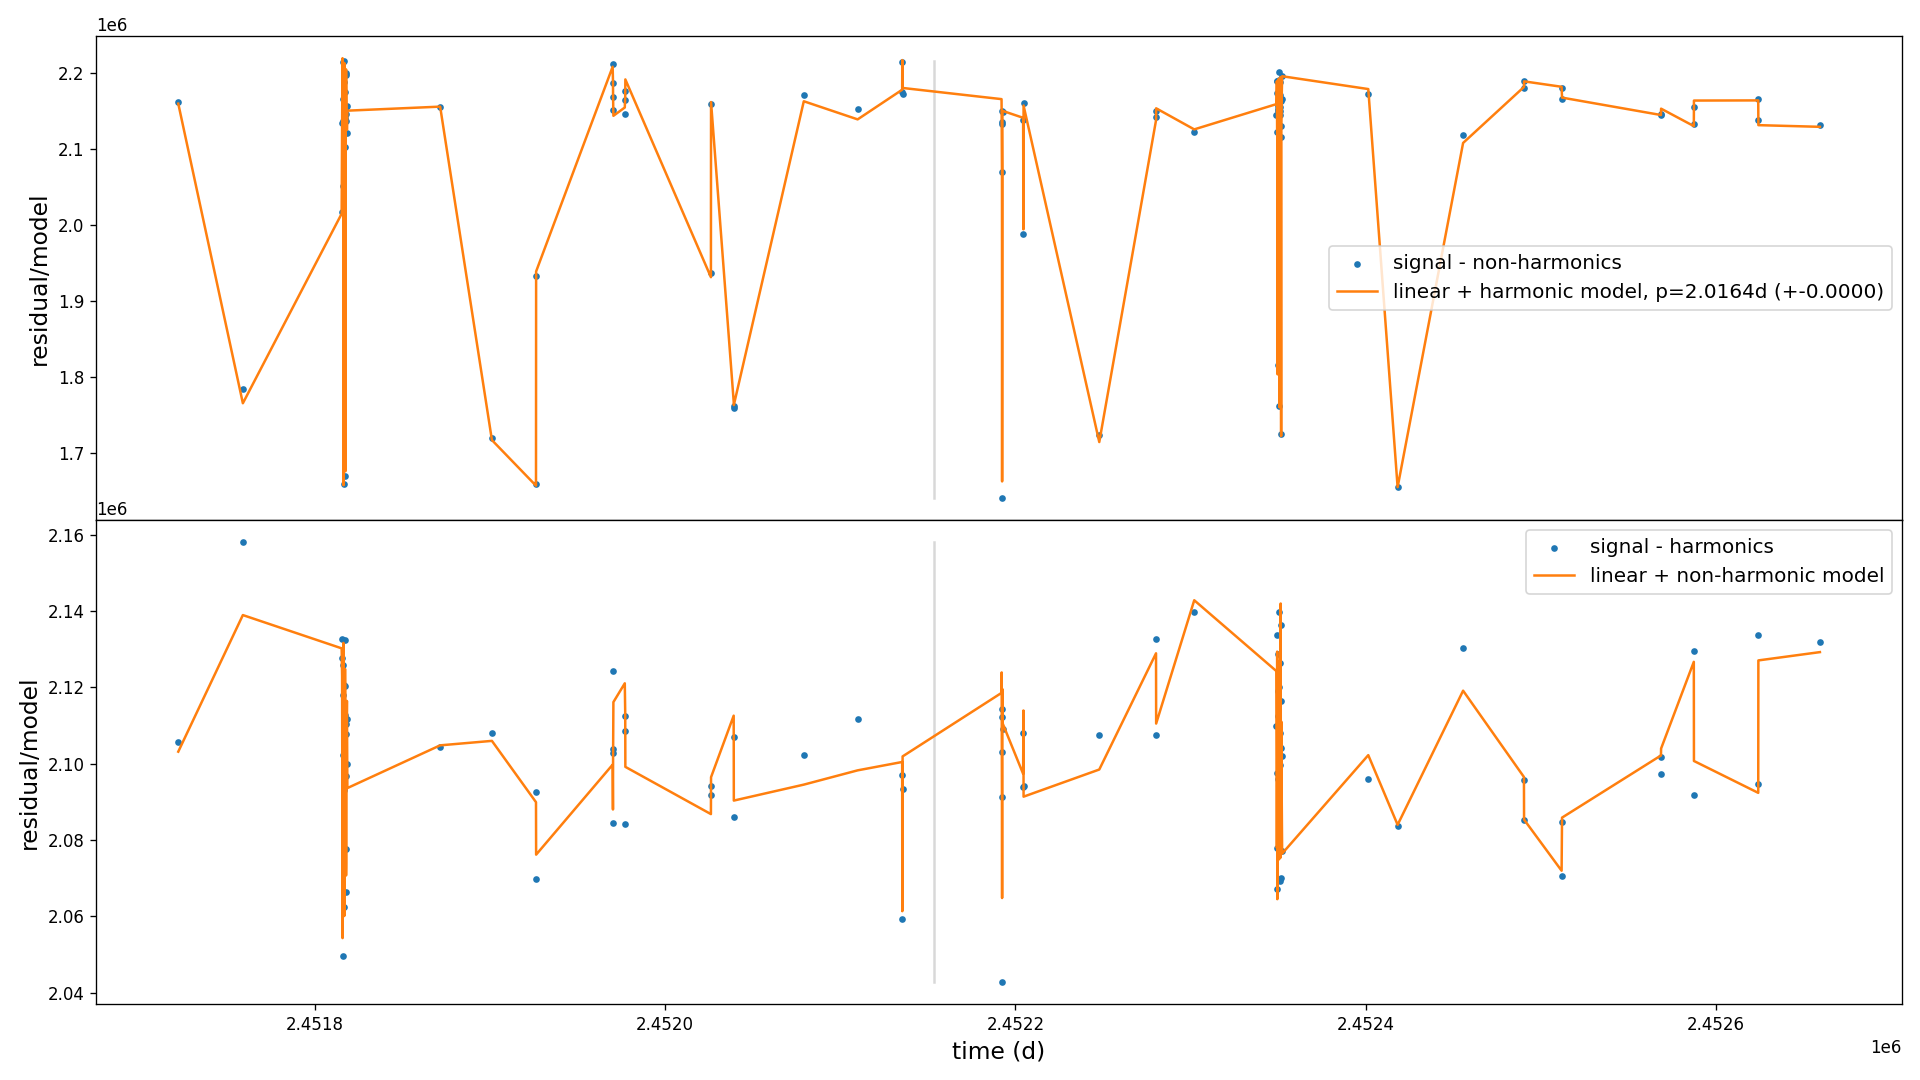 1e6
2.2
2.1
2.0
1.9
1.8
1.7
residual/model
signal - non-harmonics
linear + harmonic model, p=2.0164d (+-0.0000)
1e6
2.16
2.14
2.12
2.10
2.08
2.06
2.04
residual/model
signal - harmonics
linear + non-harmonic model
2.4518
2.4520
2.4522
2.4524
2.4526
1e6
time (d)